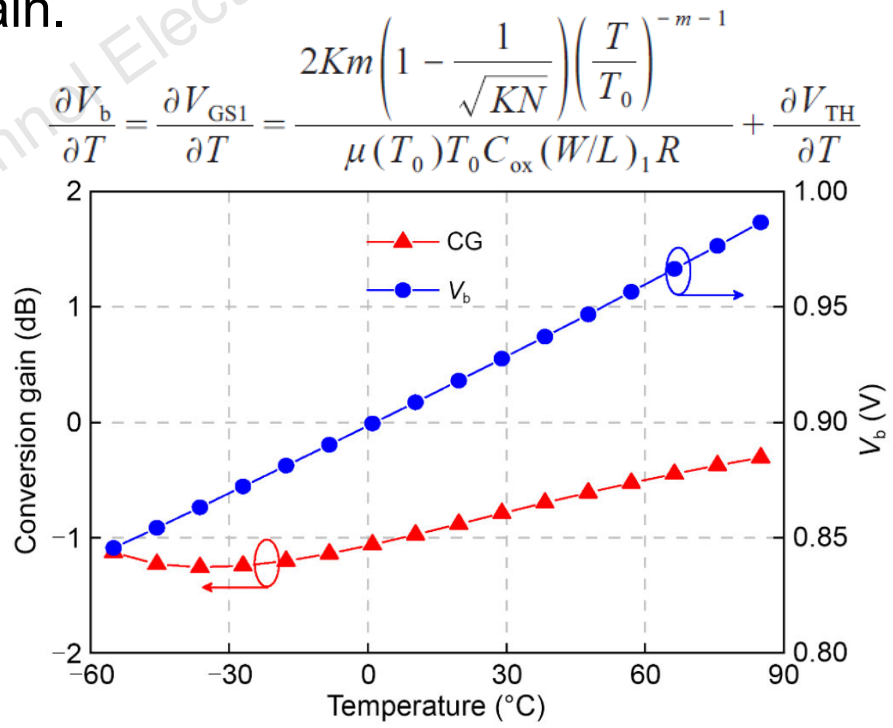 ain.
nnel Elect
∂V_b/∂T = ∂V_GS1/∂T = 2Km(1 − 1/√(KN))(T/T_0)^(−m−1) / (μ(T_0)T_0C_ox(W/L)_1R) + ∂V_TH/∂T
2
1
0
−1
−2
Conversion gain (dB)
CG
V_b
1.00
0.95
0.90
0.85
0.80
V_b (V)
−60 −30 0 30 60 90
Temperature (°C)